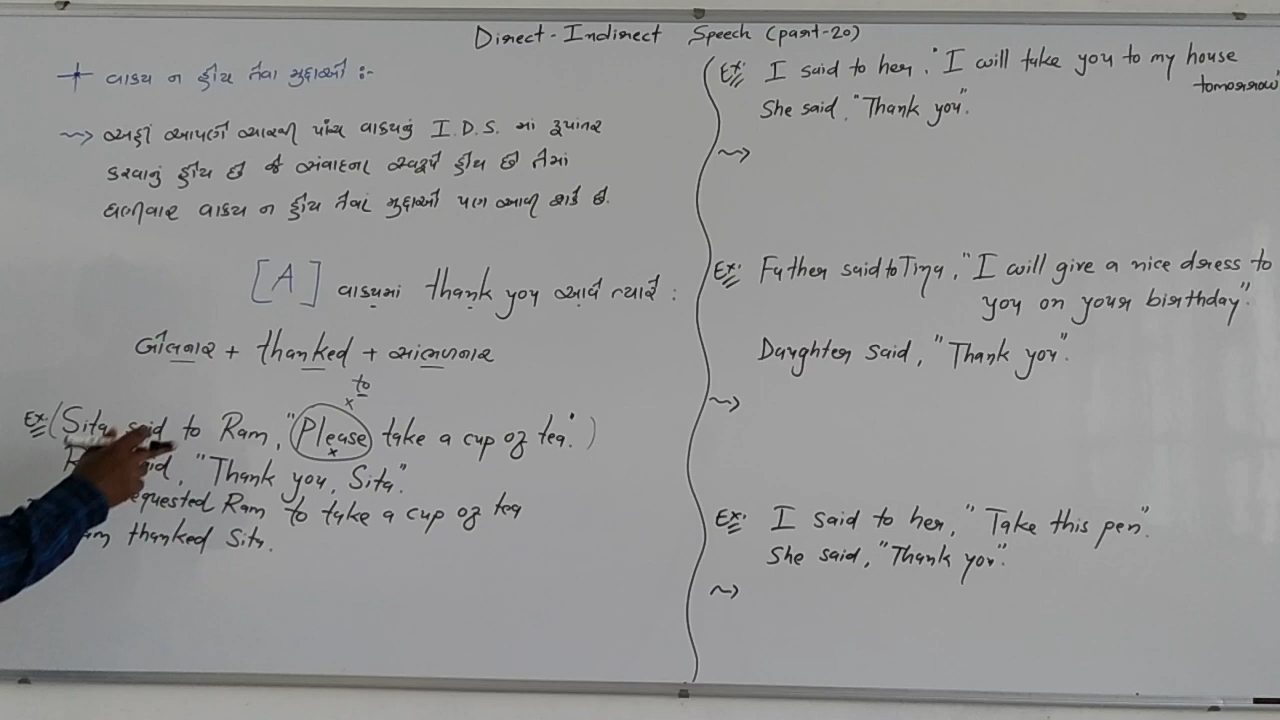 Direct-Indirect Speech (part-20)
વાક્ય ન હોય તેવા મુદ્દાઓ :-
અહીં આપણે આગળ પાંચ વાક્યનું I.D.S. માં રૂપાંતર
કરવાનું હોય છે જે સંવાદના સ્વરૂપે હોય છે તેમાં
ઘણીવાર વાક્ય ન હોય તેવાં મુદ્દાઓ પણ આવી શકે છે.
[A] વાક્યમાં thank you આવે ત્યારે :
બોલનાર + thanked + સાંભળનાર
to
x
Ex:(Sita said to Ram, "Please take a cup of tea.")
x
said, "Thank you, Sita".
requested Ram to take a cup of tea
thanked Sita.
Ex: I said to her, "I will take you to my house
tomorrow"
She said, "Thank you".
Ex: Father said to Tina, "I will give a nice dress to
you on your birthday".
Daughter said, "Thank you".
Ex: I said to her, "Take this pen".
She said, "Thank you".